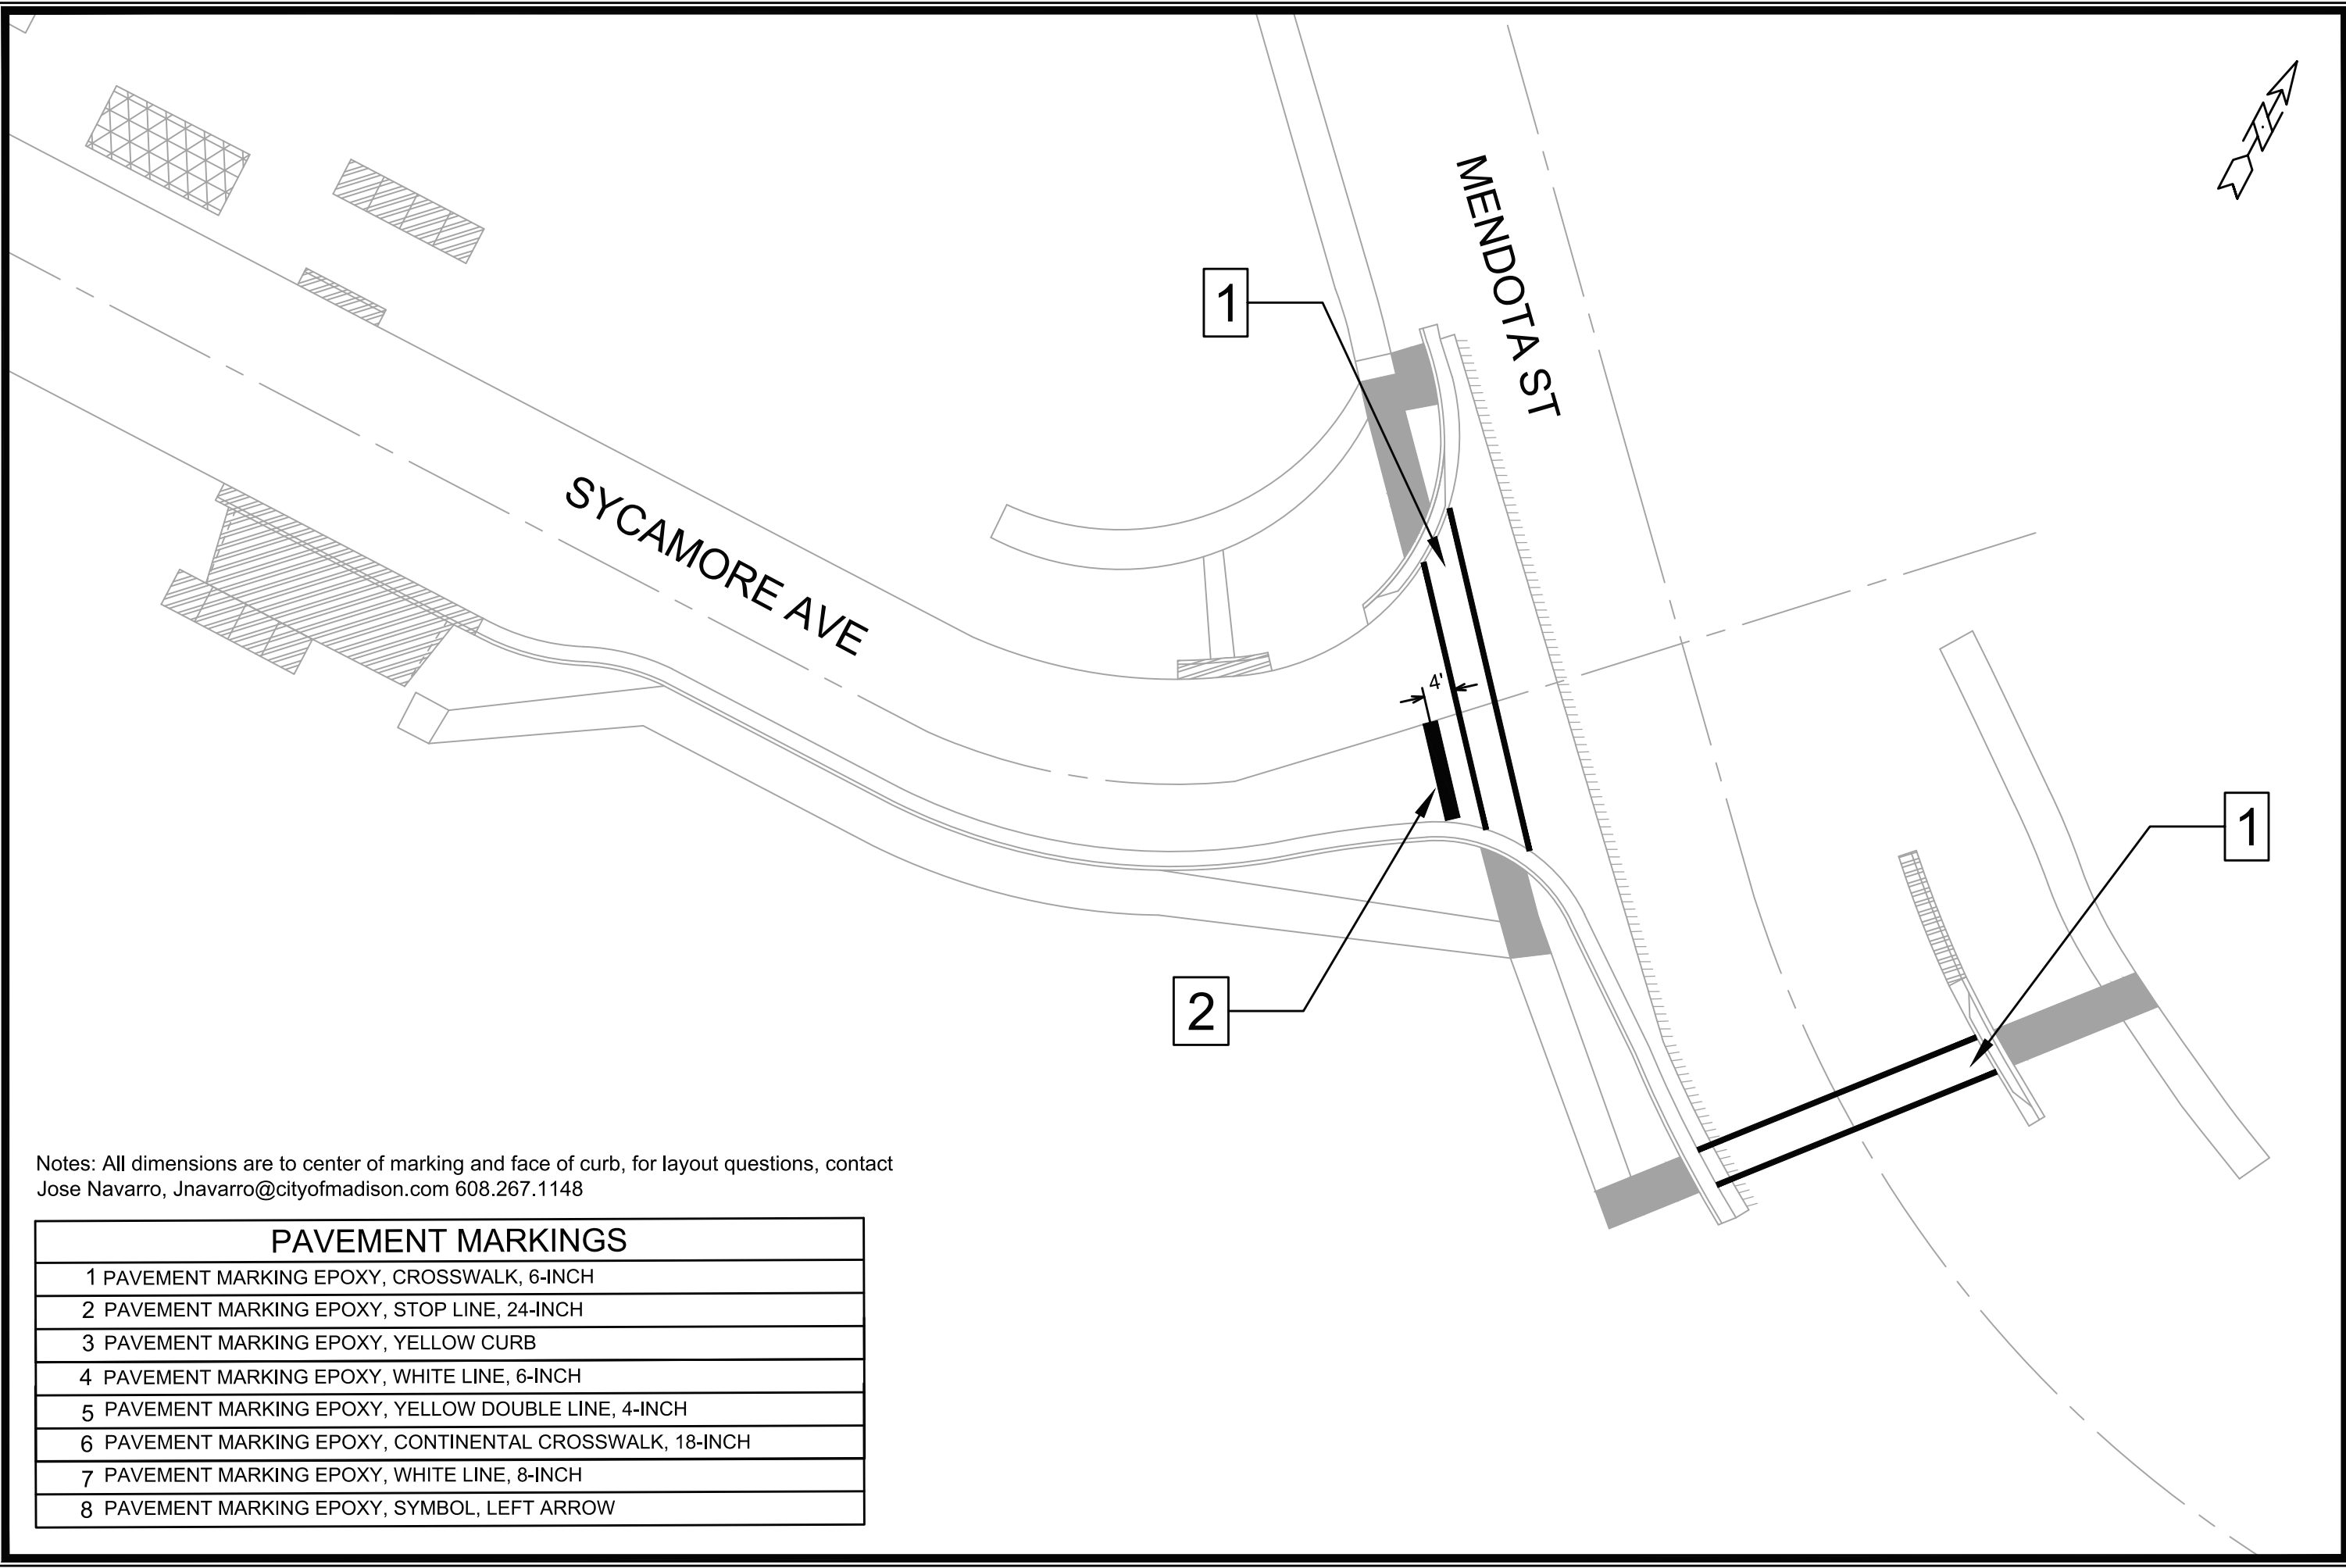 MENDOTA ST
1
SYCAMORE AVE
4'
1
2
Notes: All dimensions are to center of marking and face of curb, for layout questions, contact
Jose Navarro, Jnavarro@cityofmadison.com 608.267.1148
PAVEMENT MARKINGS
1 PAVEMENT MARKING EPOXY, CROSSWALK, 6-INCH
2 PAVEMENT MARKING EPOXY, STOP LINE, 24-INCH
3 PAVEMENT MARKING EPOXY, YELLOW CURB
4 PAVEMENT MARKING EPOXY, WHITE LINE, 6-INCH
5 PAVEMENT MARKING EPOXY, YELLOW DOUBLE LINE, 4-INCH
6 PAVEMENT MARKING EPOXY, CONTINENTAL CROSSWALK, 18-INCH
7 PAVEMENT MARKING EPOXY, WHITE LINE, 8-INCH
8 PAVEMENT MARKING EPOXY, SYMBOL, LEFT ARROW